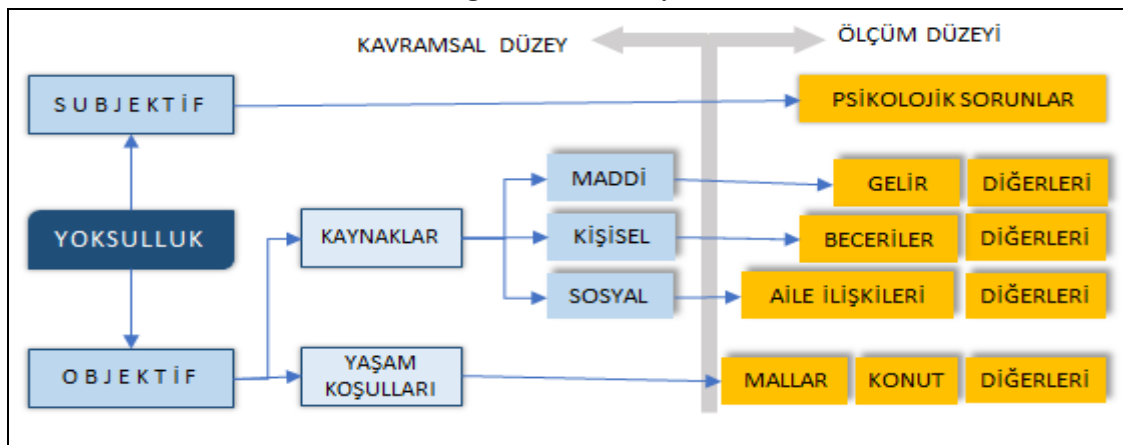 KAVRAMSAL DÜZEY
ÖLÇÜM DÜZEYİ
SUBJEKTİF
PSİKOLOJİK SORUNLAR
MADDİ
GELİR
DİĞERLERİ
YOKSULLUK
KAYNAKLAR
KİŞİSEL
BECERİLER
DİĞERLERİ
SOSYAL
AİLE İLİŞKİLERİ
DİĞERLERİ
OBJEKTİF
YAŞAM
KOŞULLARI
MALLAR
KONUT
DİĞERLERİ